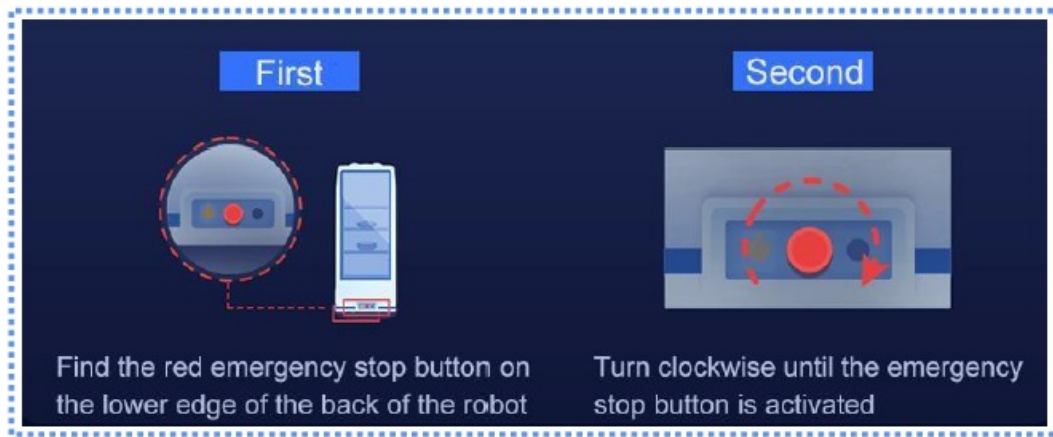 First
Second
Find the red emergency stop button on
the lower edge of the back of the robot
Turn clockwise until the emergency
stop button is activated